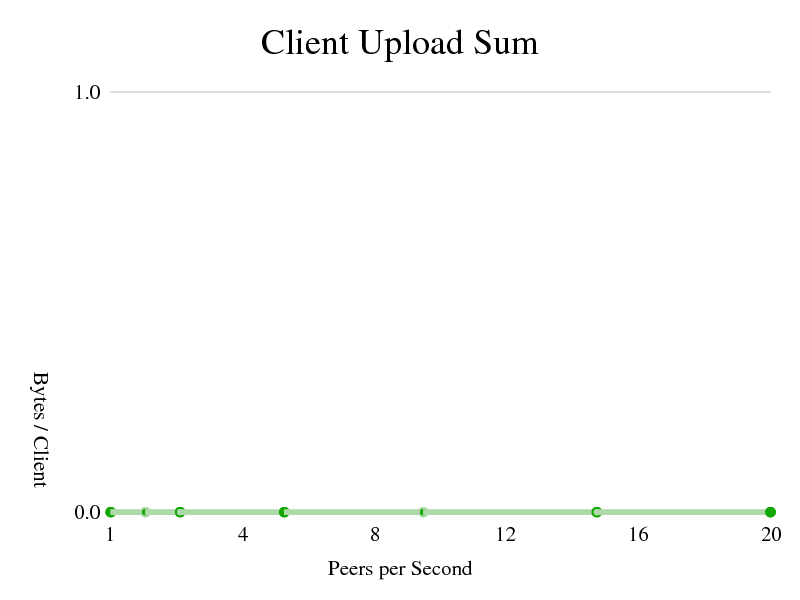 Client Upload Sum
1.0
Bytes / Client
0.0
1 4 8 12 16 20
Peers per Second